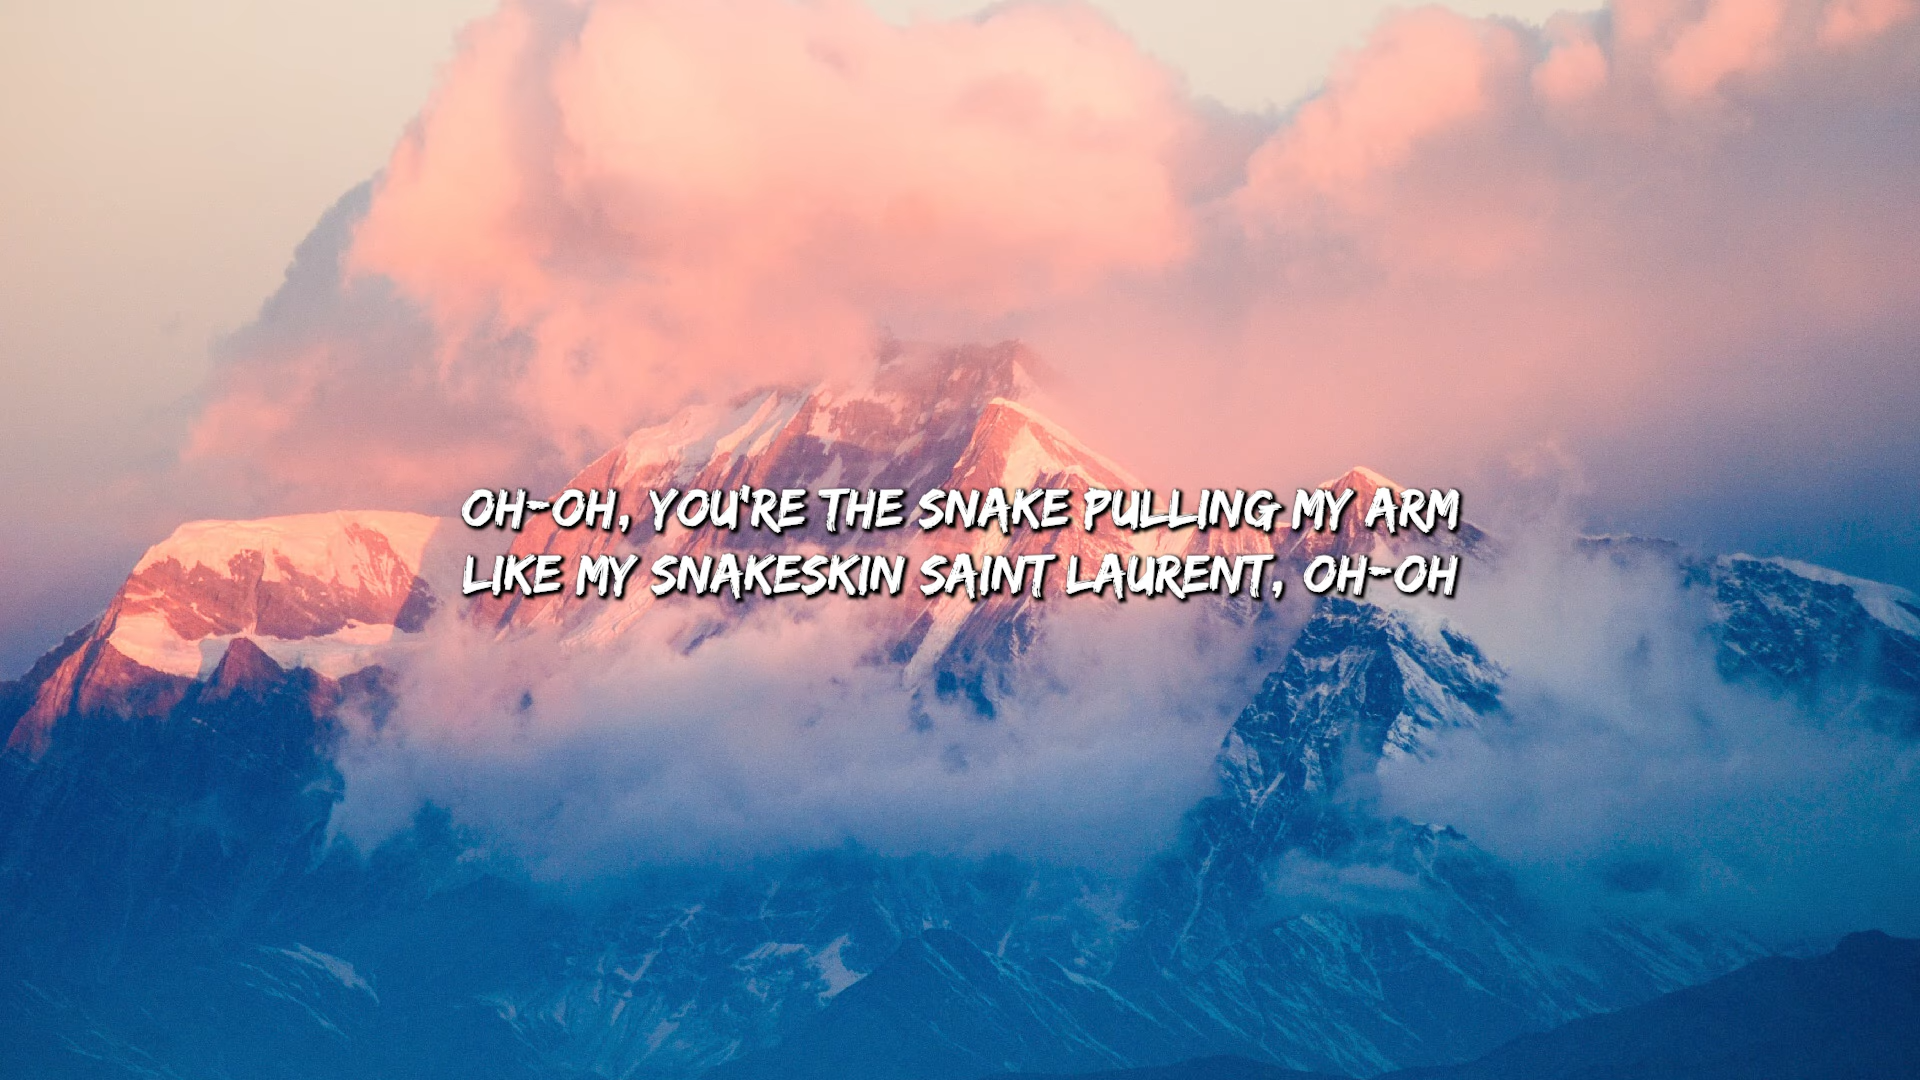 OH-OH, YOU'RE THE SNAKE PULLING MY ARM
LIKE MY SNAKESKIN SAINT LAURENT, OH-OH